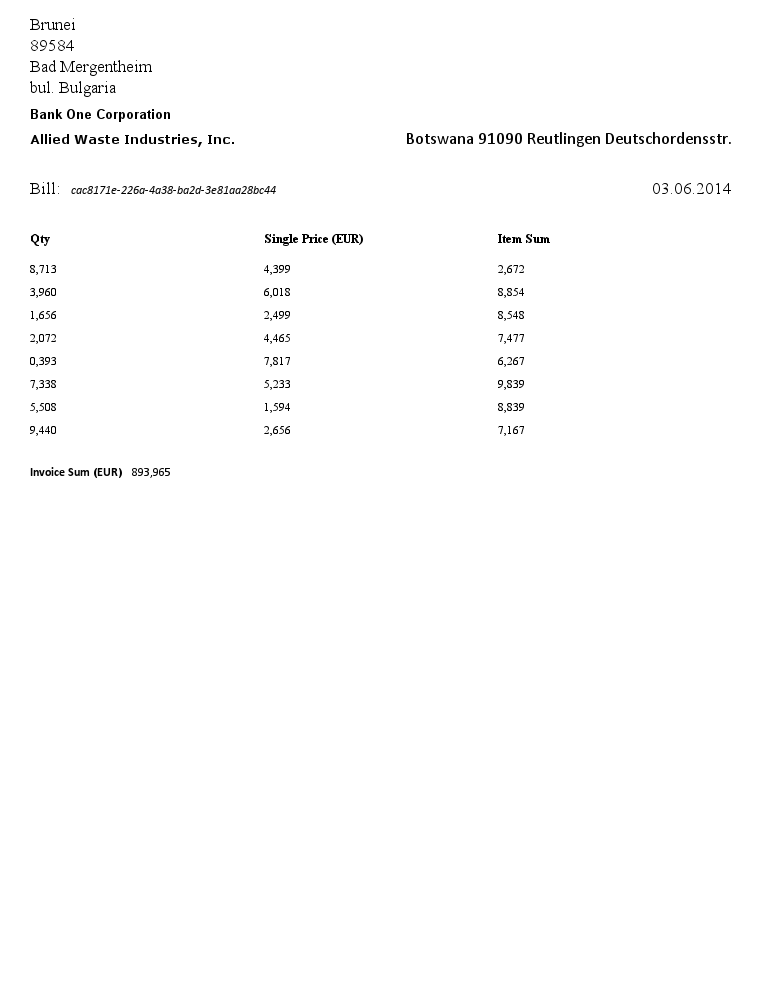 Brunei
89584
Bad Mergentheim
bul. Bulgaria
Bank One Corporation
Allied Waste Industries, Inc. Botswana 91090 Reutlingen Deutschordensstr.
Bill: cac8171e-226a-4a38-ba2d-3e81aa28bc44 03.06.2014
Qty Single Price (EUR) Item Sum
8,713 4,399 2,672
3,960 6,018 8,854
1,656 2,499 8,548
2,072 4,465 7,477
0,393 7,817 6,267
7,338 5,233 9,839
5,508 1,594 8,839
9,440 2,656 7,167
Invoice Sum (EUR) 893,965